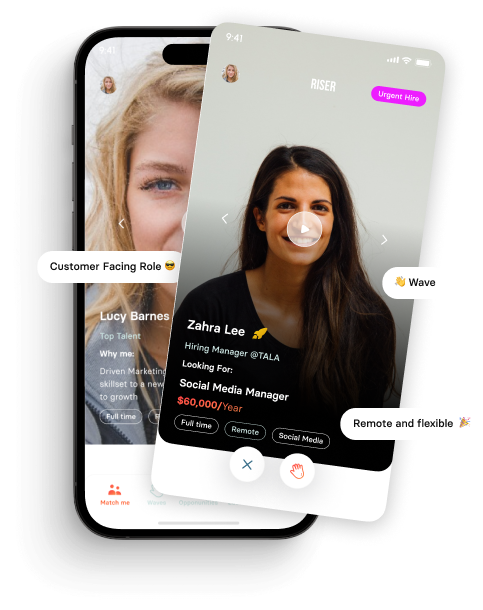 9:41
Customer Facing Role 😎
Lucy Barnes
Top Talent
Why me:
Driven Marketing
skillset to a new
to growth
Full time
Match me
Waves
Opportunities
9:41
RISER
Urgent Hire
👋 Wave
Zahra Lee 🚀
Hiring Manager @TALA
Looking For:
Social Media Manager
$60,000/Year
Full time
Remote
Social Media
Remote and flexible 🎉